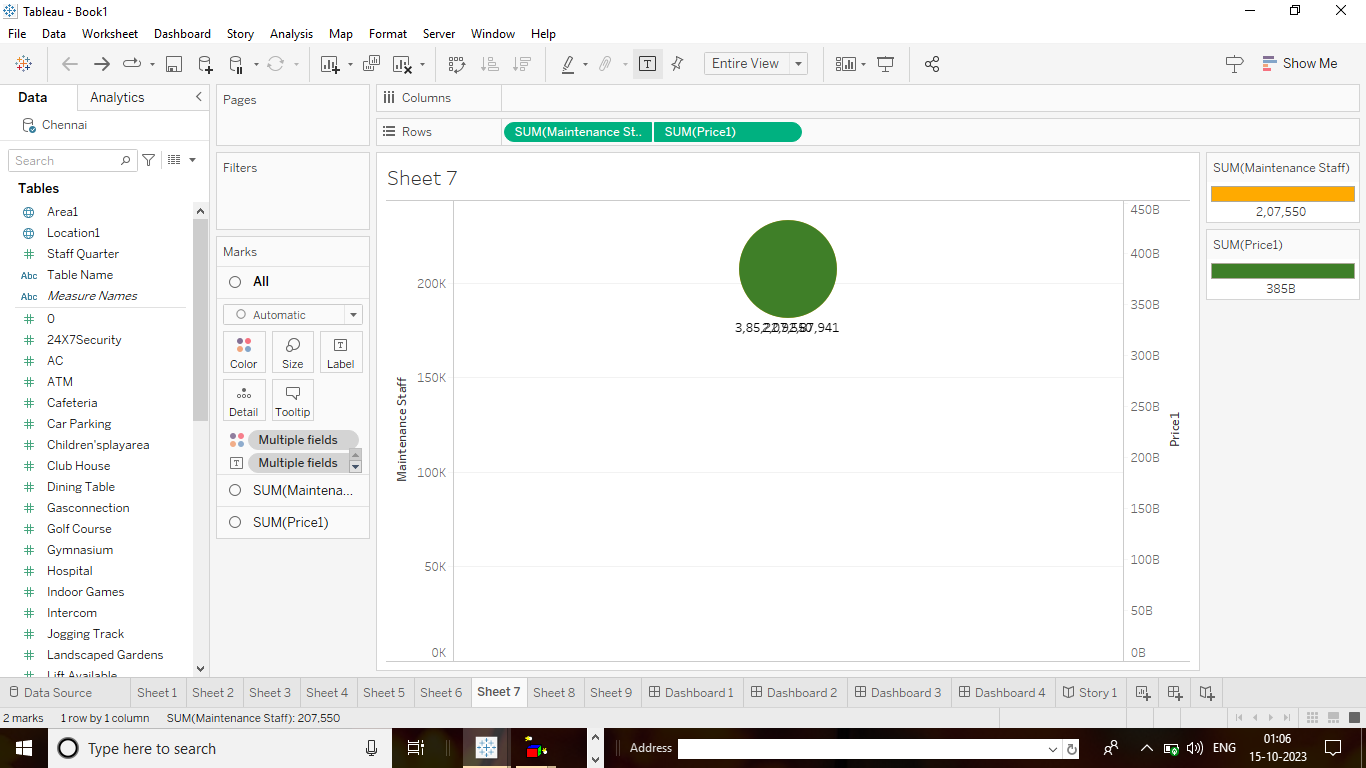 Tableau - Book1
File Data Worksheet Dashboard Story Analysis Map Format Server Window Help
Entire View
Show Me
Data
Analytics
Chennai
Search
Tables
Area1
Location1
Staff Quarter
Abc Table Name
Abc Measure Names
0
24X7Security
AC
ATM
Cafeteria
Car Parking
Children'splayarea
Club House
Dining Table
Gasconnection
Golf Course
Gymnasium
Hospital
Indoor Games
Intercom
Jogging Track
Landscaped Gardens
Lift Available
Pages
Filters
Marks
All
Automatic
Color Size Label
Detail Tooltip
Multiple fields
Multiple fields
SUM(Maintena...
SUM(Price1)
Columns
Rows
SUM(Maintenance St.. SUM(Price1)
Sheet 7
Maintenance Staff
200K
150K
100K
50K
0K
450B
400B
350B
300B
250B
200B
150B
100B
50B
0B
Price1
SUM(Maintenance Staff)
2,07,550
SUM(Price1)
385B
Data Source Sheet 1 Sheet 2 Sheet 3 Sheet 4 Sheet 5 Sheet 6 Sheet 7 Sheet 8 Sheet 9 Dashboard 1 Dashboard 2 Dashboard 3 Dashboard 4 Story 1
2 marks 1 row by 1 column SUM(Maintenance Staff): 207,550
Type here to search
Address
ENG
01:06
15-10-2023